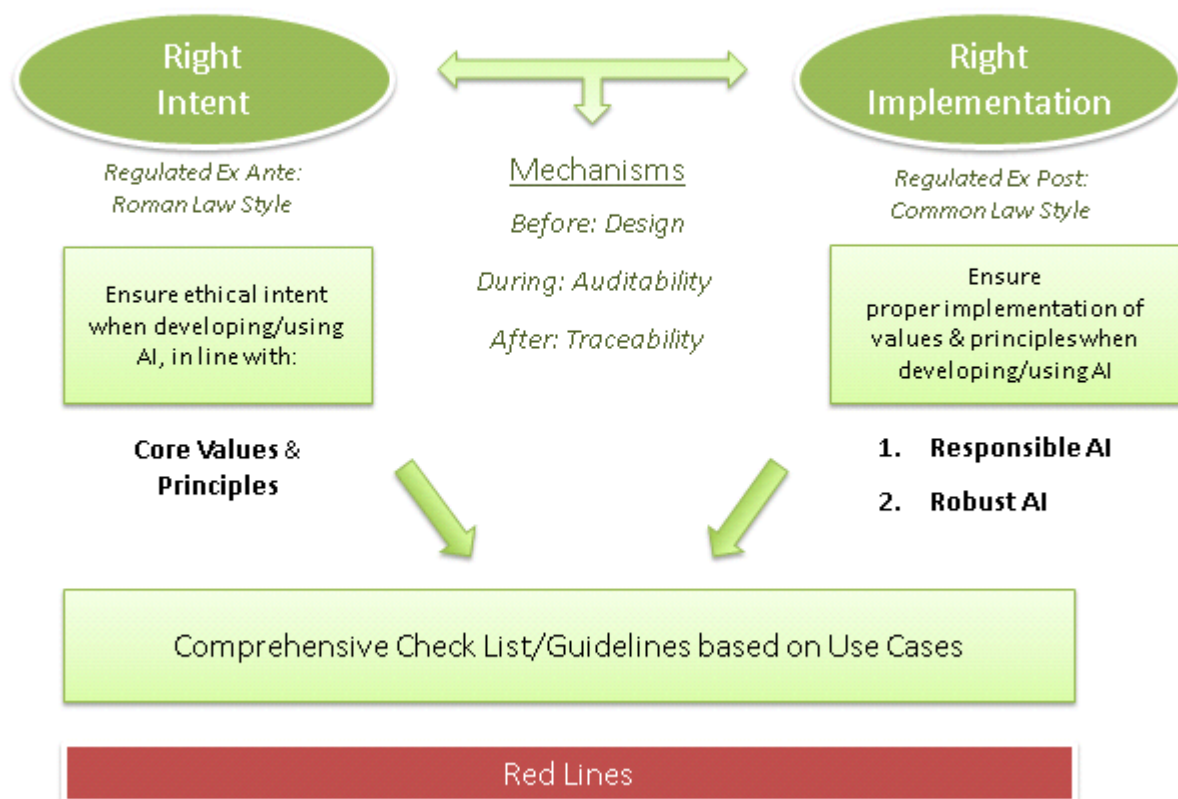 Right
Intent
Regulated Ex Ante:
Roman Law Style
Ensure ethical intent
when developing/using
AI, in line with:
Core Values &
Principles
Mechanisms
Before: Design
During: Auditability
After: Traceability
Right
Implementation
Regulated Ex Post:
Common Law Style
Ensure
proper implementation of
values & principles when
developing/using AI
1. Responsible AI
2. Robust AI
Comprehensive Check List/Guidelines based on Use Cases
Red Lines